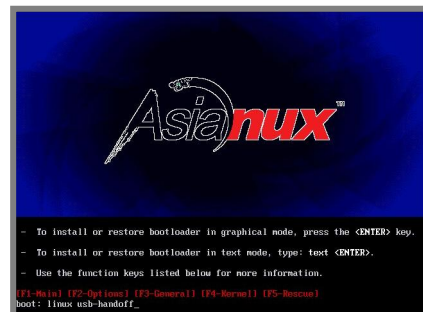 Asianux™
- To install or restore bootloader in graphical mode, press the <ENTER> key.
- To install or restore bootloader in text mode, type: text <ENTER>.
- Use the function keys listed below for more information.
[F1-Main] [F2-Options] [F3-General] [F4-Kernel] [F5-Rescue]
boot: linux usb-handoff_